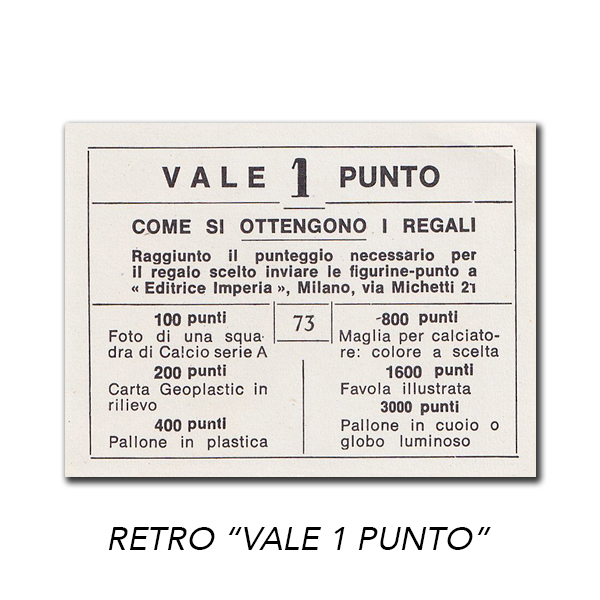 VALE 1 PUNTO
COME SI OTTENGONO I REGALI
Raggiunto il punteggio necessario per
il regalo scelto inviare le figurine-punto a
« Editrice Imperia », Milano, via Michetti 21
100 punti
Foto di una squa-
dra di Calcio serie A
200 punti
Carta Geoplastic in
rilievo
400 punti
Pallone in plastica
73
-800 punti
Maglia per calciato-
re: colore a scelta
1600 punti
Favola illustrata
3000 punti
Pallone in cuoio o
globo luminoso
RETRO “VALE 1 PUNTO”